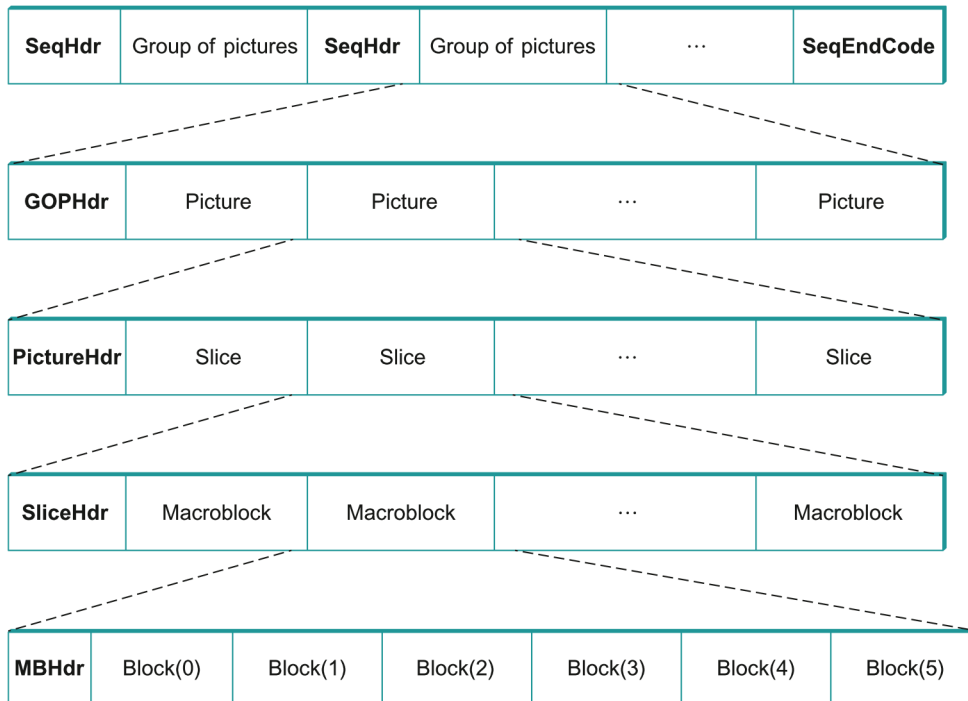 SeqHdr Group of pictures SeqHdr Group of pictures ... SeqEndCode
GOPHdr Picture Picture ... Picture
PictureHdr Slice Slice ... Slice
SliceHdr Macroblock Macroblock ... Macroblock
MBHdr Block(0) Block(1) Block(2) Block(3) Block(4) Block(5)